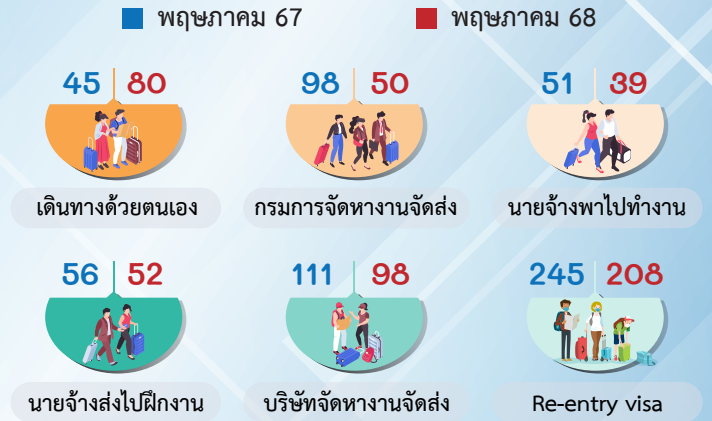 พฤษภาคม 67 พฤษภาคม 68
45 80 98 50 51 39
เดินทางด้วยตนเอง กรมการจัดหางานจัดส่ง นายจ้างพาไปทำงาน
56 52 111 98 245 208
นายจ้างส่งไปฝึกงาน บริษัทจัดหางานจัดส่ง Re-entry visa